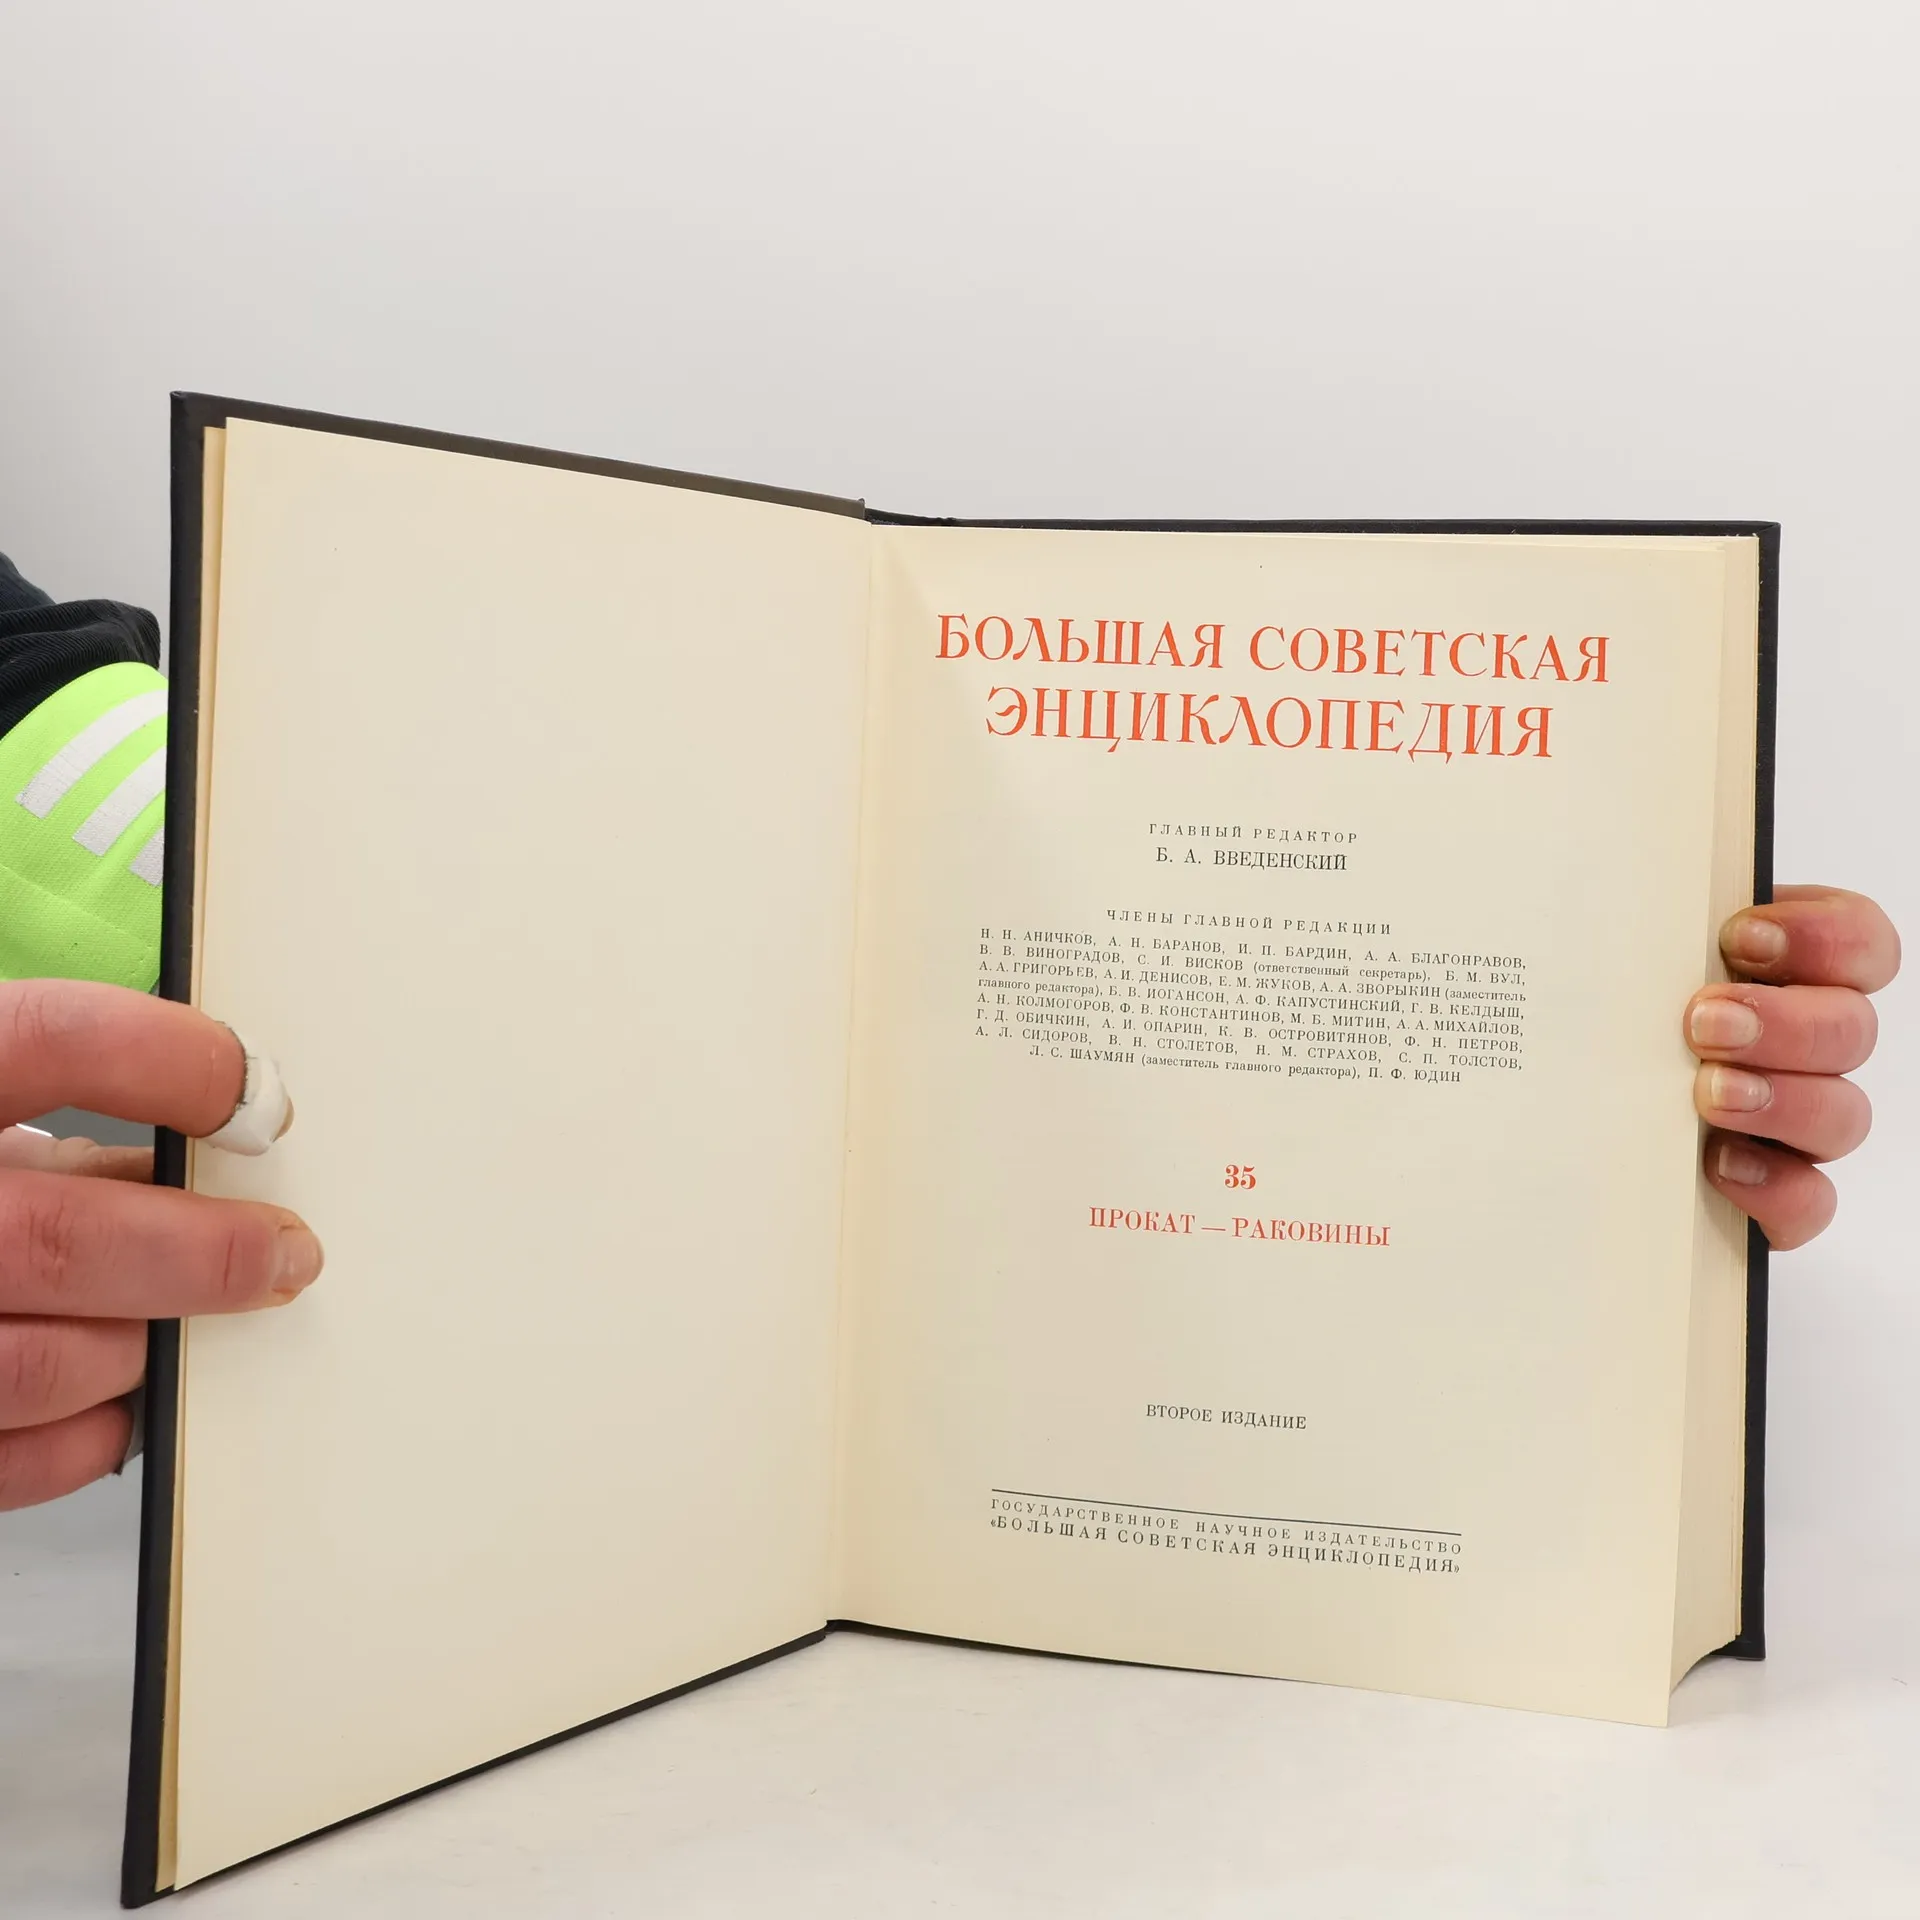 БОЛЬШАЯ СОВЕТСКАЯ
ЭНЦИКЛОПЕДИЯ
ГЛАВНЫЙ РЕДАКТОР
Б. А. ВВЕДЕНСКИЙ
ЧЛЕНЫ ГЛАВНОЙ РЕДАКЦИИ
Н. Н. АНИЧКОВ, А. Н. БАРАНОВ, И. П. БАРДИН, А. А. БЛАГОНРАВОВ,
В. В. ВИНОГРАДОВ, С. И. ВИСКОВ (ответственный секретарь), Б. М. ВУЛ,
А. А. ГРИГОРЬЕВ, А. И. ДЕНИСОВ, Е. М. ЖУКОВ, А. А. ЗВОРЫКИН (заместитель
главного редактора), Б. В. ИОГАНСОН, А. Ф. КАПУСТИНСКИЙ, Г. В. КЕЛДЫШ,
А. Н. КОЛМОГОРОВ, Ф. В. КОНСТАНТИНОВ, М. Б. МИТИН, А. А. МИХАЙЛОВ,
Г. Д. ОБИЧКИН, А. И. ОПАРИН, К. В. ОСТРОВИТЯНОВ, Ф. Н. ПЕТРОВ,
А. Л. СИДОРОВ, В. Н. СТОЛЕТОВ, Н. М. СТРАХОВ, С. П. ТОЛСТОВ,
Л. С. ШАУМЯН (заместитель главного редактора), П. Ф. ЮДИН
35
ПРОКАТ — РАКОВИНЫ
ВТОРОЕ ИЗДАНИЕ
ГОСУДАРСТВЕННОЕ НАУЧНОЕ ИЗДАТЕЛЬСТВО
«БОЛЬШАЯ СОВЕТСКАЯ ЭНЦИКЛОПЕДИЯ»